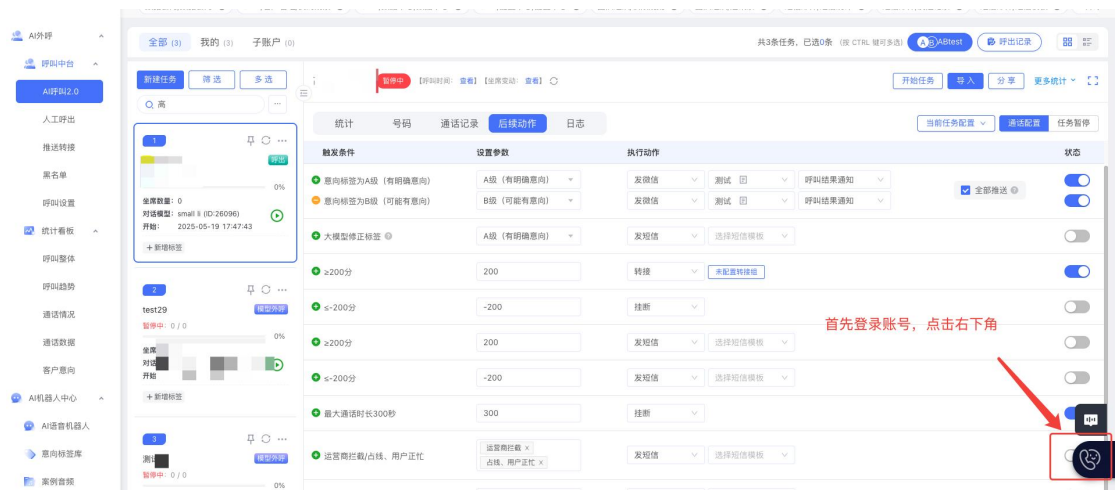 AI外呼
呼叫中台
AI呼叫2.0
人工呼出
推送转接
黑名单
呼叫设置
统计看板
呼叫整体
呼叫趋势
通话情况
通话数据
客户意向
AI机器人中心
AI语音机器人
意向标签库
案例音频
全部 (3) 我的 (3) 子账户 (0)
共3条任务，已选0条 (按 CTRL 键可多选) AB ABtest 呼出记录
新建任务 筛选 多选
高 ...
1
呼出
0%
坐席数量：0
对话模型：small li (ID:26096)
开始： 2025-05-19 17:47:43
+新增标签
2
test29 模型外呼
暂停中：0 / 0
0%
坐席
对话
开始
+新增标签
3
测试 模型外呼
暂停中：0 / 0
0%
暂停中 【呼叫时间：查看】【坐席变动：查看】
开始任务 导入 分享 更多统计
统计 号码 通话记录 后续动作 日志
当前任务配置 通话配置 任务暂停
触发条件 设置参数 执行动作 状态
意向标签为A级（有明确意向） A级（有明确意向） 发微信 测试 呼叫结果通知
全部推送
意向标签为B级（可能有意向） B级（可能有意向） 发微信 测试 呼叫结果通知
大模型修正标签 A级（有明确意向） 发短信 选择短信模板
≥200分 200 转接 未配置转接组
≤-200分 -200 挂断
首先登录账号，点击右下角
≥200分 200 发短信 选择短信模板
≤-200分 -200 发短信 选择短信模板
最大通话时长300秒 300 挂断
运营商拦截/占线、用户正忙 运营商拦截 × 占线、用户正忙 × 发短信 选择短信模板